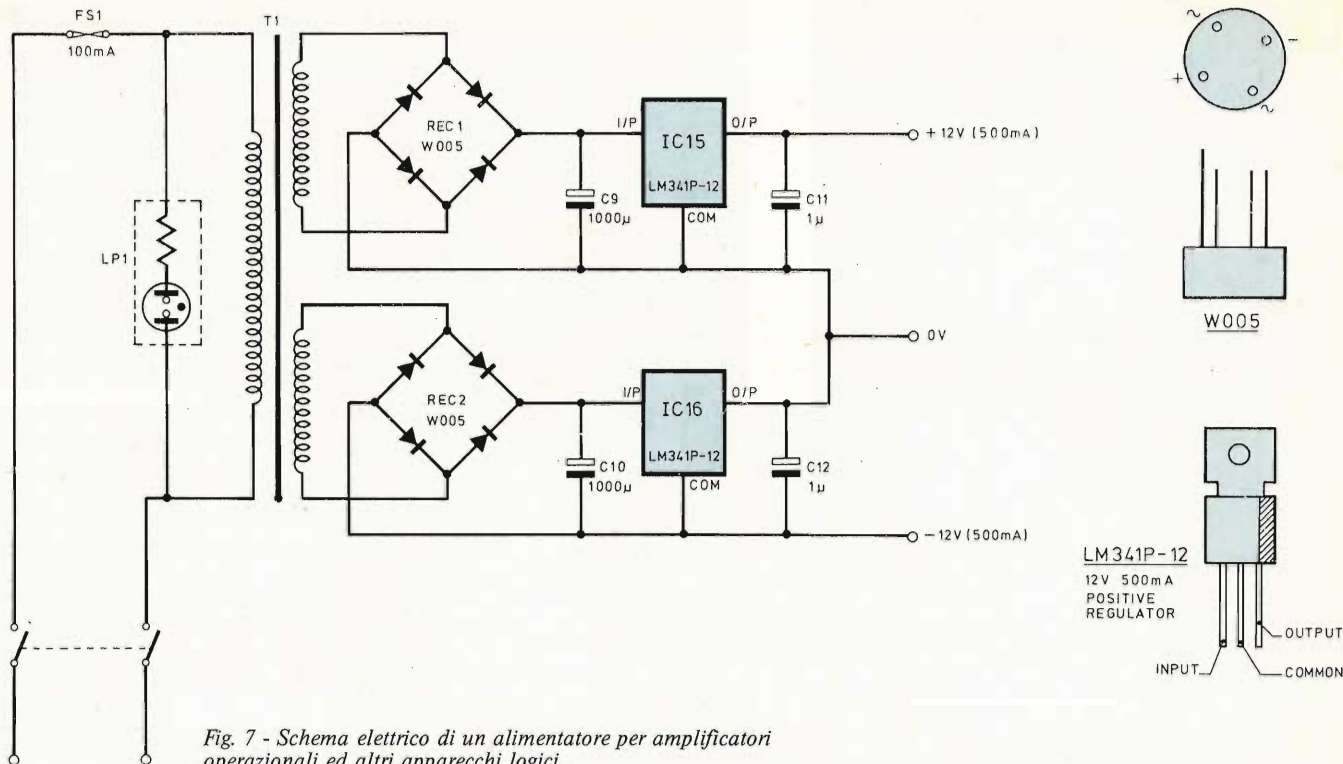 FS1
100mA
T1
REC1
W005
I/P
IC15
LM341P-12
O/P
COM
C9
1000µ
C11
1µ
+12V (500mA)
LP1
0V
REC2
W005
I/P
IC16
LM341P-12
O/P
COM
C10
1000µ
C12
1µ
-12V (500mA)
~
-
+
~
W005
LM341P-12
12V 500mA
POSITIVE
REGULATOR
OUTPUT
INPUT
COMMON
Fig. 7 - Schema elettrico di un alimentatore per amplificatori
operazionali ed altri apparecchi logici